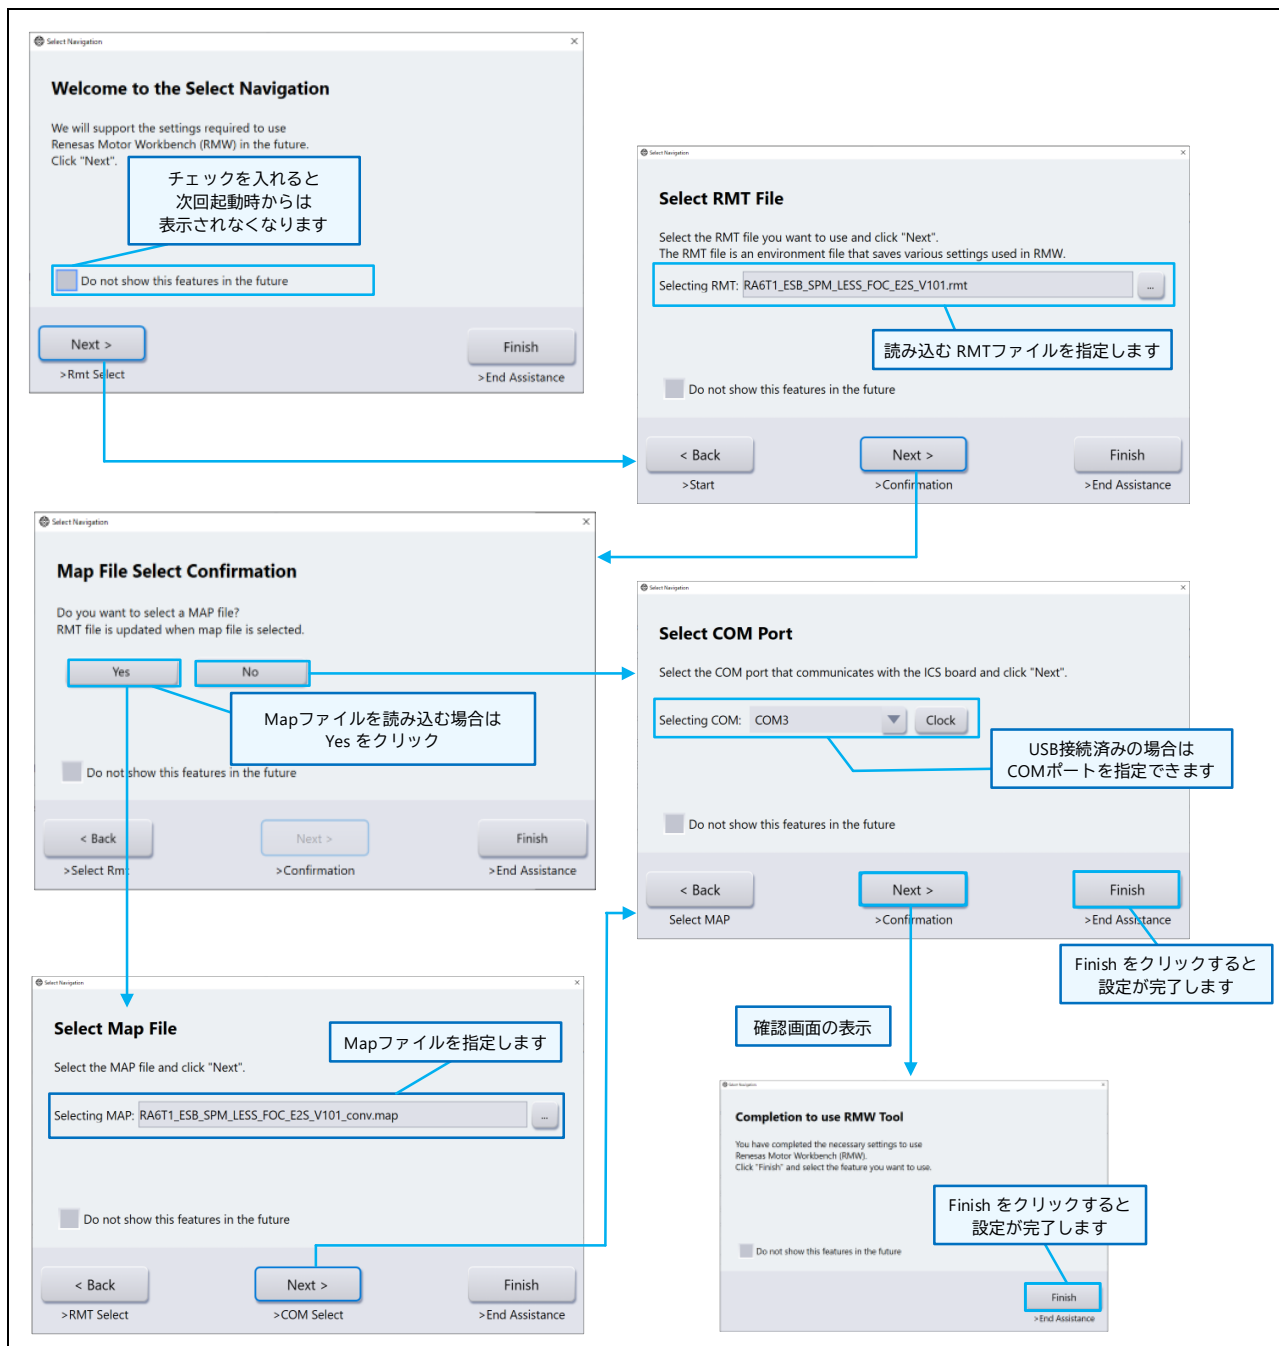 Select Navigation
Welcome to the Select Navigation
We will support the settings required to use
Renesas Motor Workbench (RMW) in the future.
Click "Next".
チェックを入れると
次回起動時からは
表示されなくなります
Do not show this features in the future
Next >
>Rmt Select
Finish
>End Assistance
Select Navigation
Select RMT File
Select the RMT file you want to use and click "Next".
The RMT file is an environment file that saves various settings used in RMW.
Selecting RMT: RA6T1_ESB_SPM_LESS_FOC_E2S_V101.rmt ...
読み込む RMTファイルを指定します
Do not show this features in the future
< Back
>Start
Next >
>Confirmation
Finish
>End Assistance
Select Navigation
Map File Select Confirmation
Do you want to select a MAP file?
RMT file is updated when map file is selected.
Yes
No
Mapファイルを読み込む場合は
Yes をクリック
Do not show this features in the future
< Back
>Select Rmt
Next >
>Confirmation
Finish
>End Assistance
Select Navigation
Select COM Port
Select the COM port that communicates with the ICS board and click "Next".
Selecting COM: COM3 Clock
USB接続済みの場合は
COMポートを指定できます
Do not show this features in the future
< Back
Select MAP
Next >
>Confirmation
Finish
>End Assistance
Finish をクリックすると
設定が完了します
確認画面の表示
Select Navigation
Select Map File
Mapファイルを指定します
Select the MAP file and click "Next".
Selecting MAP: RA6T1_ESB_SPM_LESS_FOC_E2S_V101_conv.map ...
Do not show this features in the future
< Back
>RMT Select
Next >
>COM Select
Finish
>End Assistance
Select Navigation
Completion to use RMW Tool
You have completed the necessary settings to use
Renesas Motor Workbench (RMW).
Click "Finish" and select the feature you want to use.
Finish をクリックすると
設定が完了します
Do not show this features in the future
Finish
>End Assistance